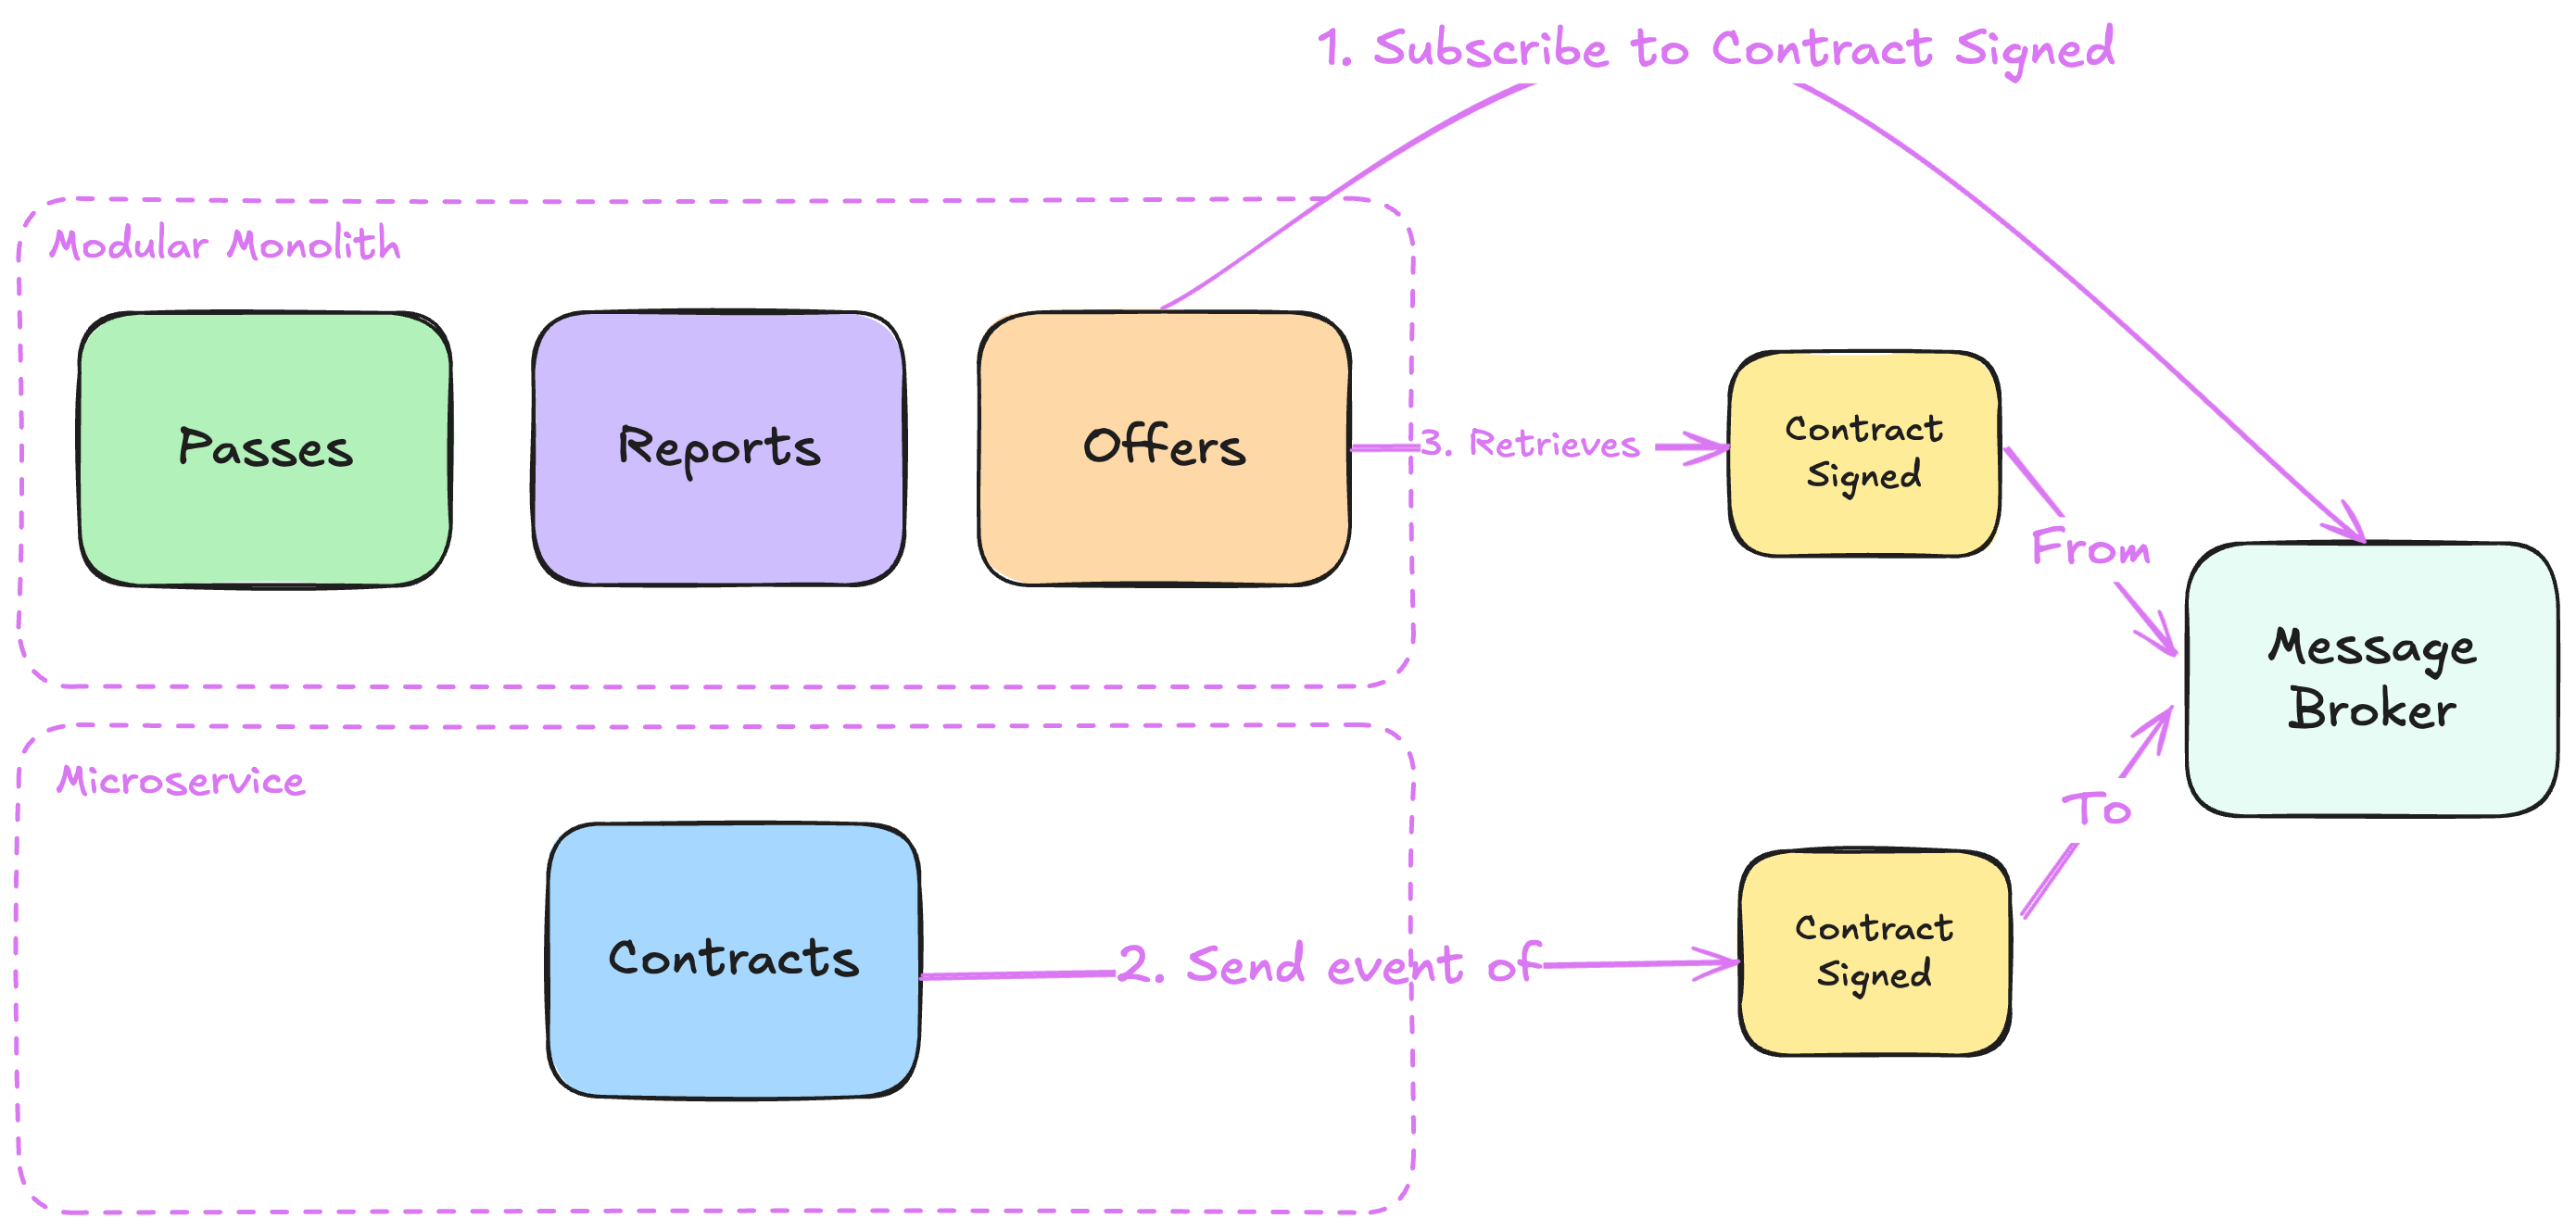 1. Subscribe to Contract Signed
Modular Monolith
Passes
Reports
Offers
3. Retrieves
Contract
Signed
From
Message
Broker
Microservice
To
Contracts
2. Send event of
Contract
Signed